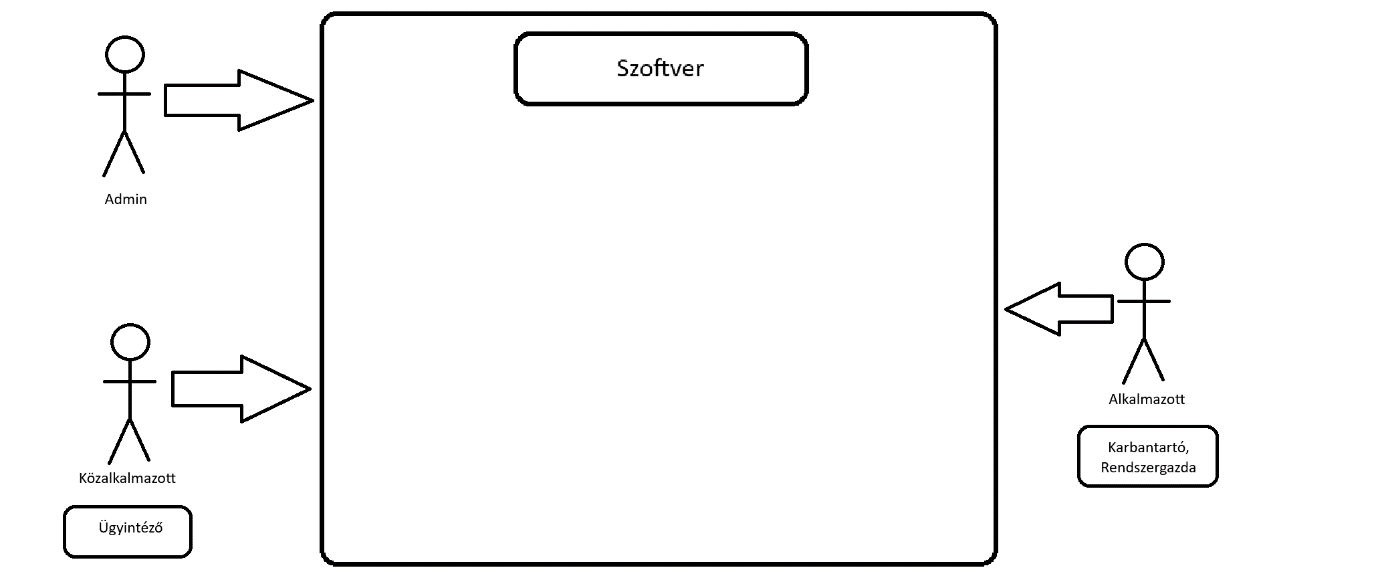 Szoftver
Admin
Alkalmazott
Karbantartó,
Rendszergazda
Közalkalmazott
Ügyintéző